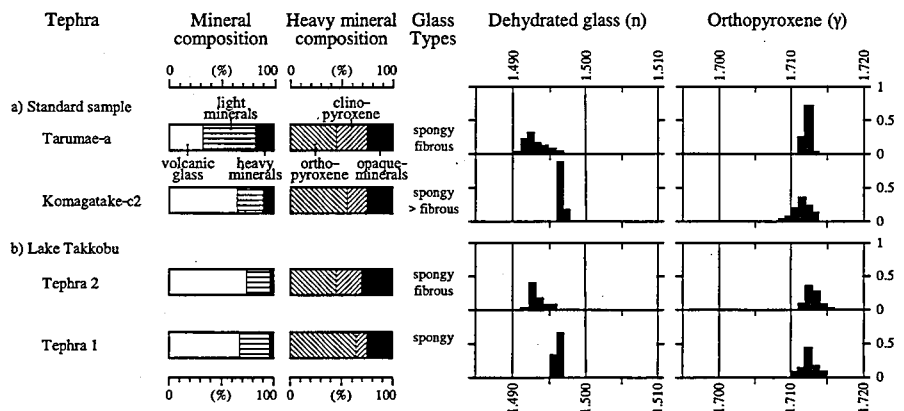 Tephra Mineral composition Heavy mineral composition Glass Types Dehydrated glass (n) Orthopyroxene (γ)
0 (%) 100 0 (%) 100 1.490 1.500 1.510 1.700 1.710 1.720
a) Standard sample
light minerals
clino-pyroxene
Tarumae-a
spongy
fibrous
1
0.5
0
volcanic glass
heavy minerals
ortho-pyroxene
opaque-minerals
Komagatake-c2
spongy
> fibrous
0.5
0
b) Lake Takkobu
Tephra 2
spongy
fibrous
1
0.5
0
Tephra 1
spongy
0.5
0
0 (%) 100 0 (%) 100 1.490 1.500 1.510 1.700 1.710 1.720